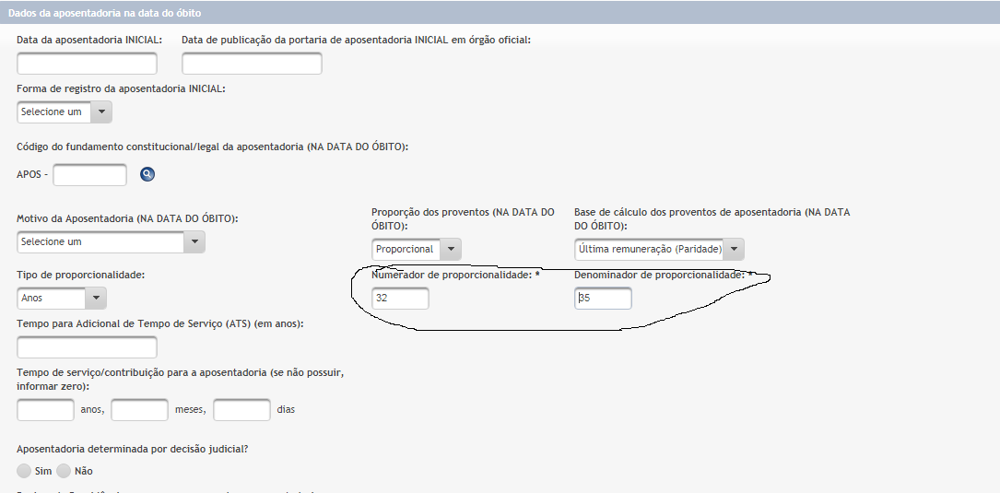 Dados da aposentadoria na data do óbito
Data da aposentadoria INICIAL: Data de publicação da portaria de aposentadoria INICIAL em órgão oficial:
Forma de registro da aposentadoria INICIAL:
Selecione um
Código do fundamento constitucional/legal da aposentadoria (NA DATA DO ÓBITO):
APOS -
Motivo da Aposentadoria (NA DATA DO ÓBITO):
Selecione um
Proporção dos proventos (NA DATA DO
ÓBITO):
Proporcional
Base de cálculo dos proventos de aposentadoria (NA DATA
DO ÓBITO):
Última remuneração (Paridade)
Tipo de proporcionalidade:
Anos
Numerador de proporcionalidade: *
32
Denominador de proporcionalidade: *
35
Tempo para Adicional de Tempo de Serviço (ATS) (em anos):
Tempo de serviço/contribuição para a aposentadoria (se não possuir,
informar zero):
anos, meses, dias
Aposentadoria determinada por decisão judicial?
Sim Não